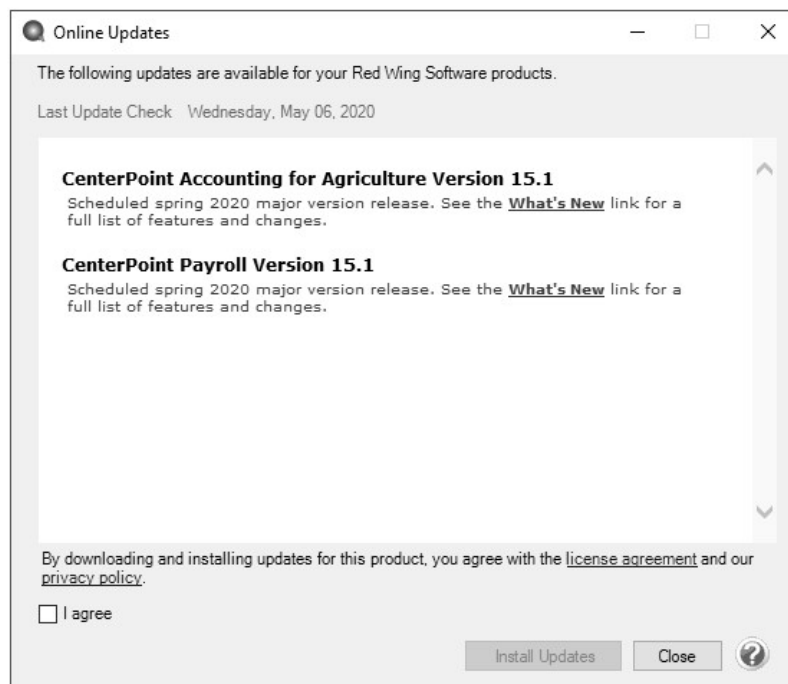 Online Updates
The following updates are available for your Red Wing Software products.
Last Update Check Wednesday, May 06, 2020
CenterPoint Accounting for Agriculture Version 15.1
Scheduled spring 2020 major version release. See the What's New link for a
full list of features and changes.
CenterPoint Payroll Version 15.1
Scheduled spring 2020 major version release. See the What's New link for a
full list of features and changes.
By downloading and installing updates for this product, you agree with the license agreement and our
privacy policy.
I agree
Install Updates Close ?